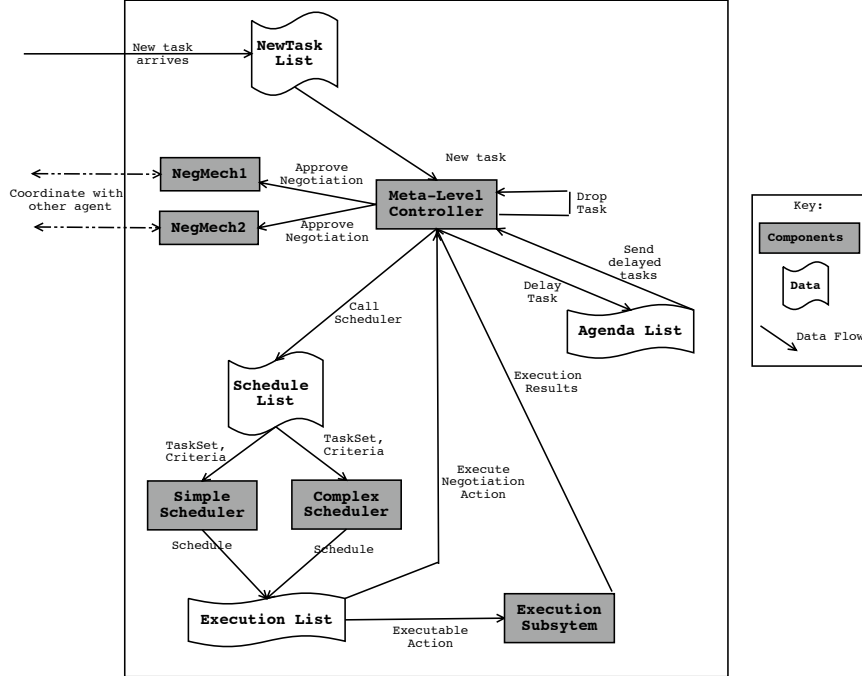 New task
arrives
NewTask
List
New task
NegMech1
Approve
Negotiation
Coordinate with
other agent
NegMech2
Approve
Negotiation
Meta-Level
Controller
Drop
Task
Send
delayed
tasks
Delay
Task
Agenda List
Key:
Components
Data
Data Flow
Call
Scheduler
Schedule
List
Execution
Results
TaskSet,
Criteria
TaskSet,
Criteria
Execute
Negotiation
Action
Simple
Scheduler
Complex
Scheduler
Schedule
Schedule
Execution List
Executable
Action
Execution
Subsytem